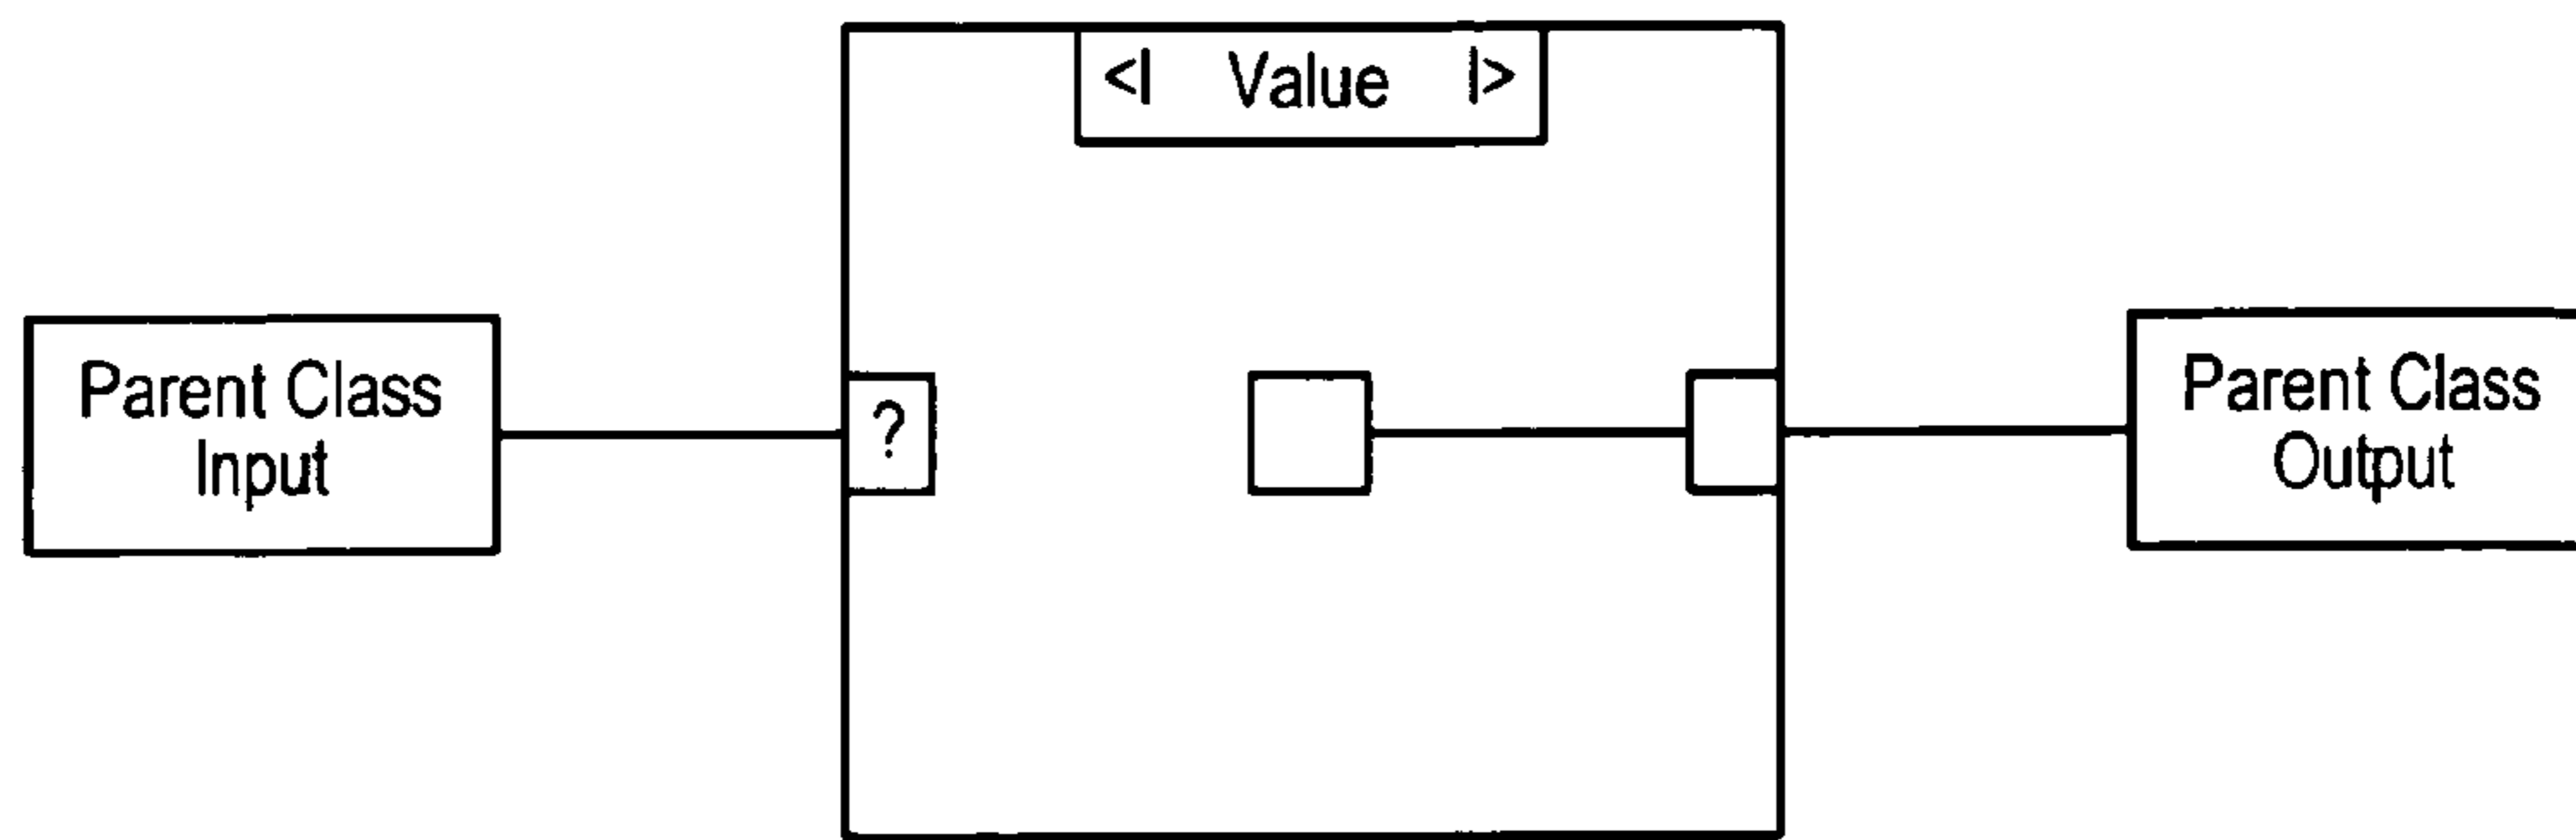 <| Value |>
Parent Class
Input
?
Parent Class
Output